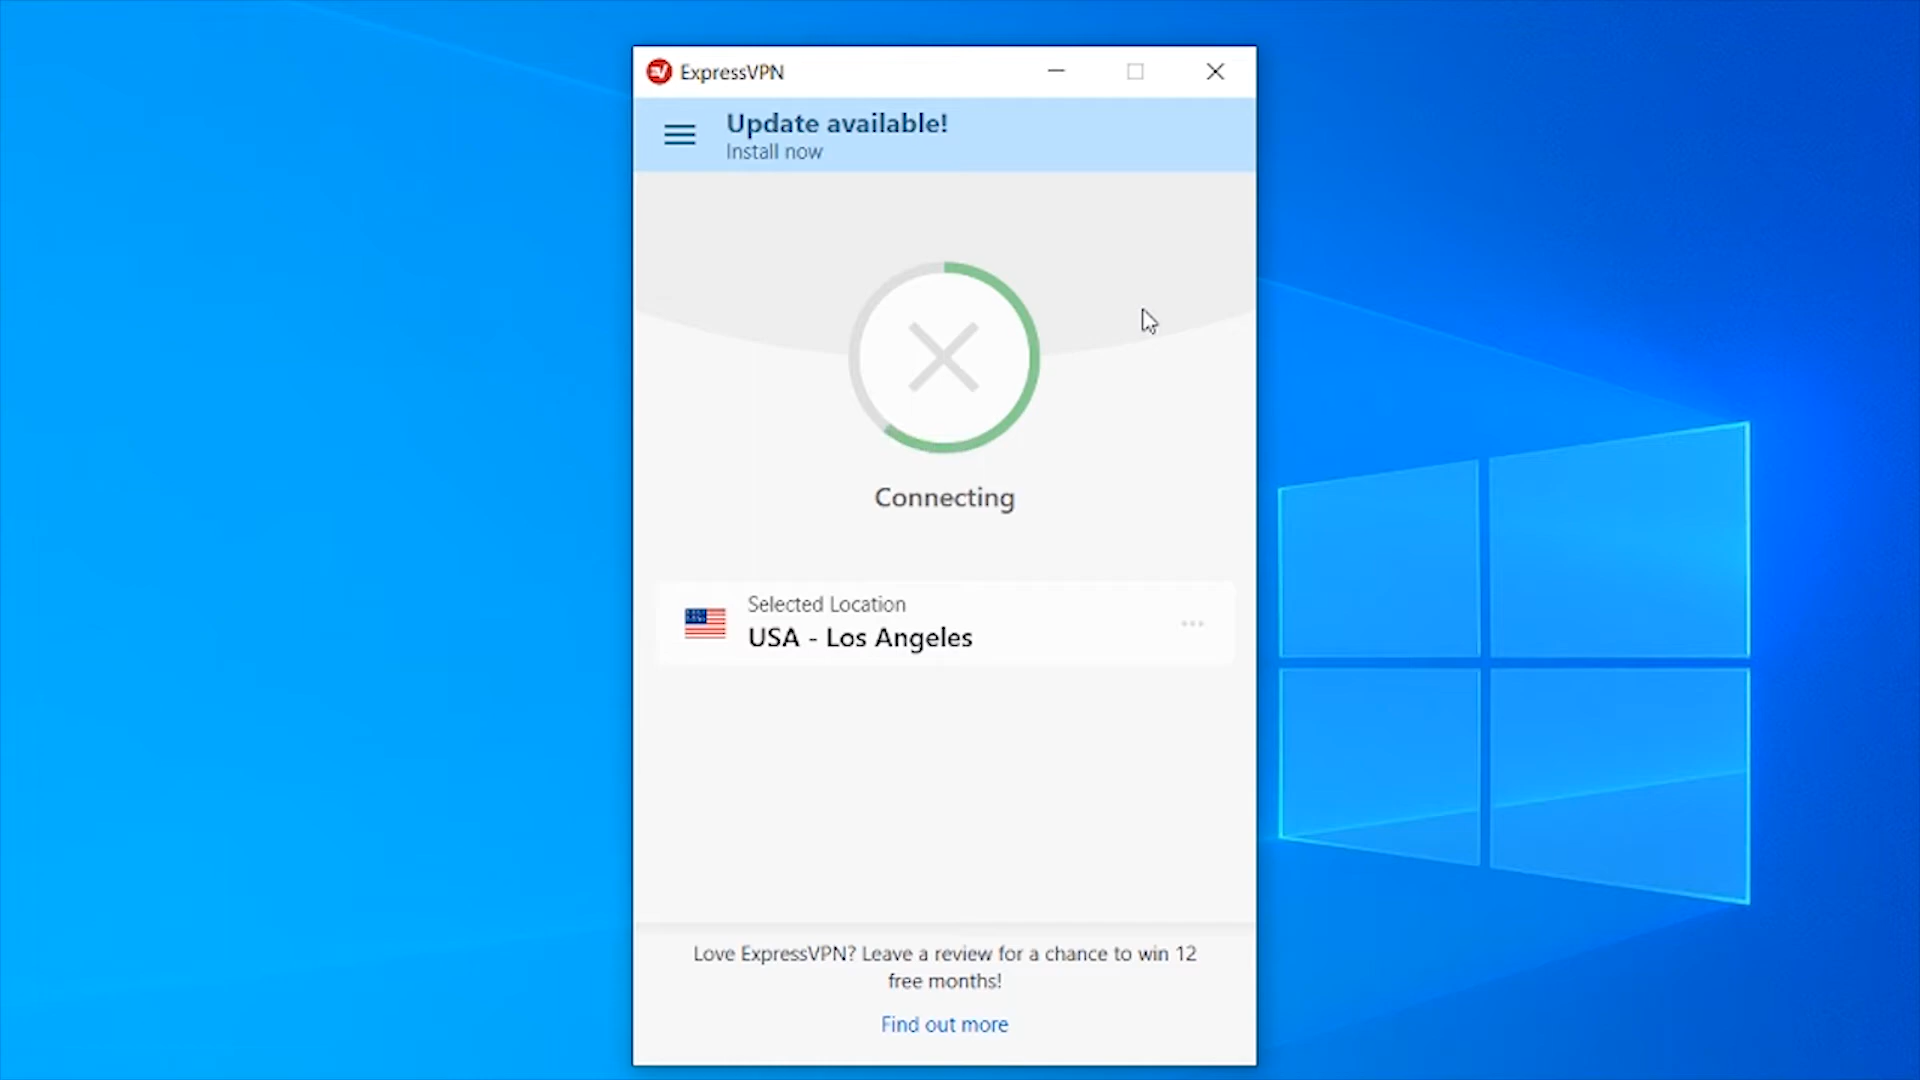 ExpressVPN
Update available!
Install now
Connecting
Selected Location
USA - Los Angeles
Love ExpressVPN? Leave a review for a chance to win 12
free months!
Find out more